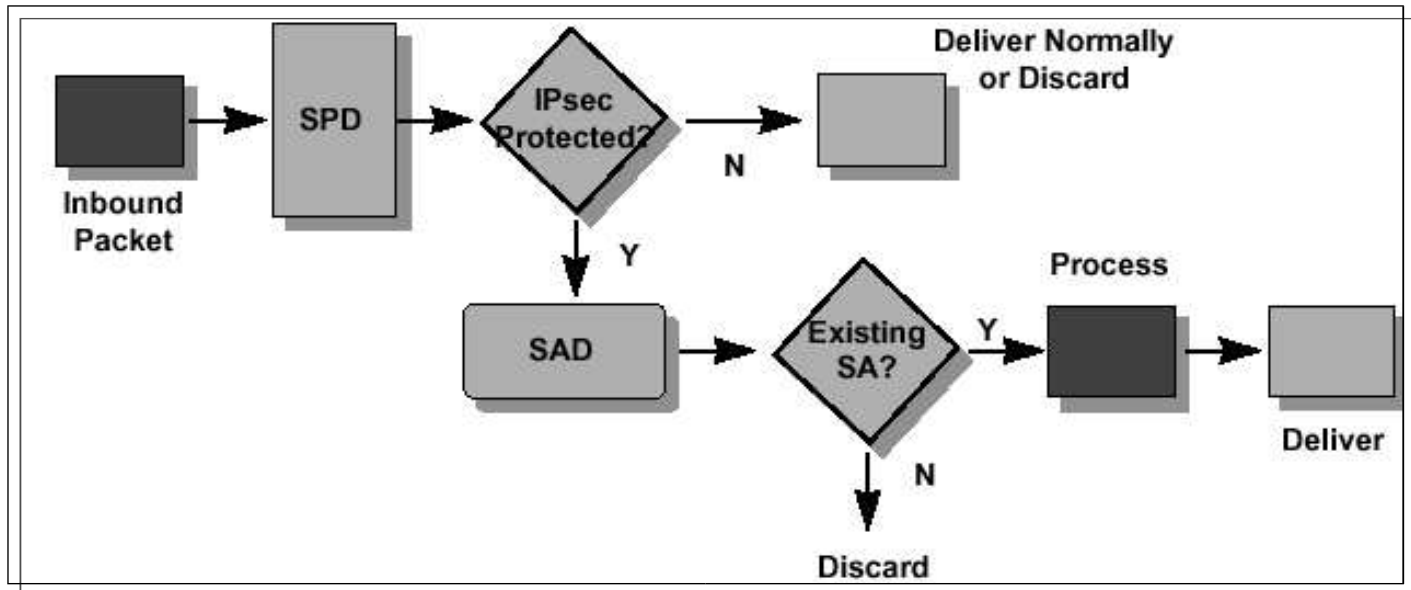 Deliver Normally
or Discard
SPD
IPsec
Protected?
N
Inbound
Packet
Y
Process
SAD
Existing
SA?
Y
Deliver
N
Discard